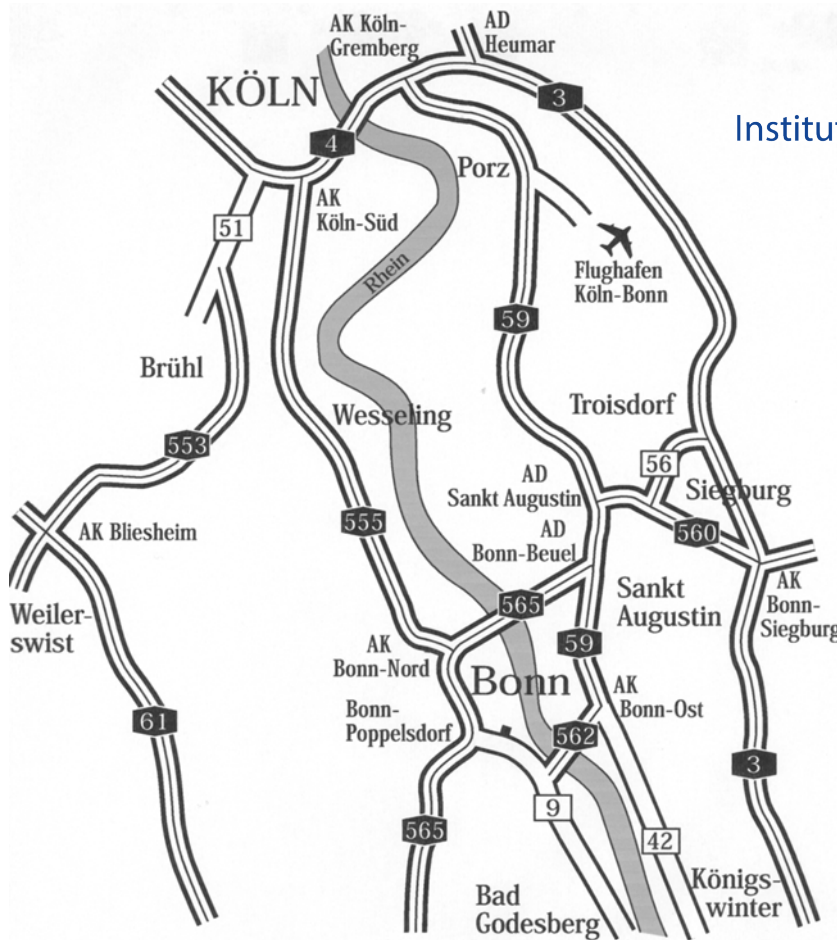 AK Köln-
Gremberg
AD
Heumar
KÖLN
3
4
Institut
Porz
AK
Köln-Süd
51
Rhein
Flughafen
Köln-Bonn
59
Brühl
Wesseling
Troisdorf
553
56
AD
Sankt Augustin
Siegburg
555
AK Bliesheim
AD
Bonn-Beuel
560
565
Sankt
Augustin
AK
Bonn-
Siegburg
Weiler-
swist
59
AK
Bonn-Nord
Bonn
AK
Bonn-Ost
61
Bonn-
Poppelsdorf
562
3
9
565
42
Bad
Godesberg
Königs-
winter